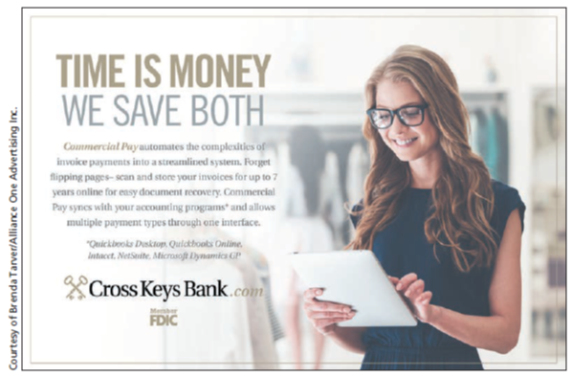 Courtesy of Brenda Tarver/Alliance One Advertising Inc.
TIME IS MONEY
WE SAVE BOTH
Commercial Pay automates the complexities of
invoice payments into a streamlined system. Forget
flipping pages– scan and store your invoices for up to 7
years online for easy document recovery. Commercial
Pay syncs with your accounting programs* and allows
multiple payment types through one interface.
*Quickbooks Desktop, Quickbooks Online,
Intacct, NetSuite, Microsoft Dynamics GP
Cross Keys Bank.com
Member
FDIC